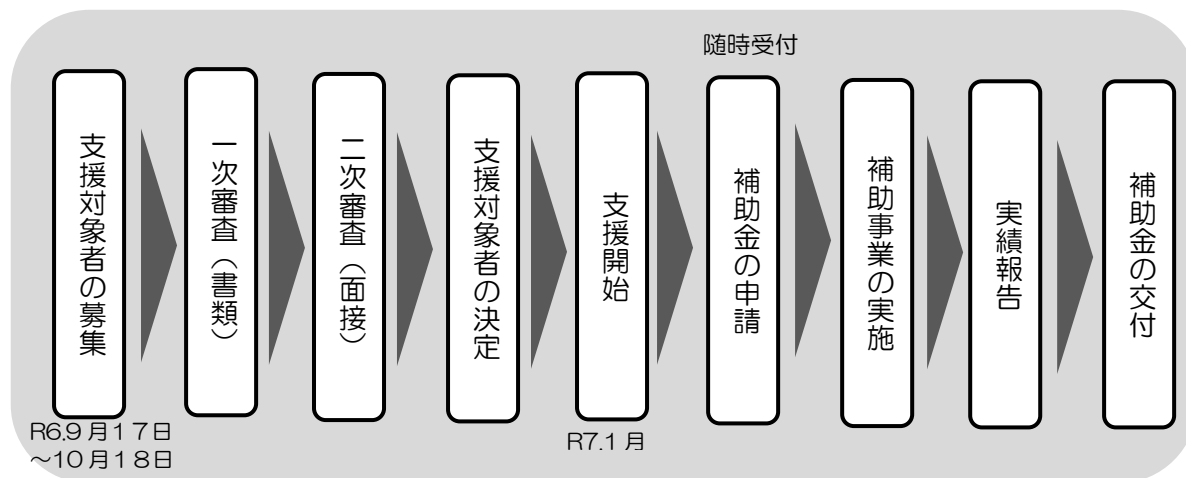 随時受付
支援対象者の募集
一次審査（書類）
二次審査（面接）
支援対象者の決定
支援開始
補助金の申請
補助事業の実施
実績報告
補助金の交付
R6.9月17日
～10月18日
R7.1月